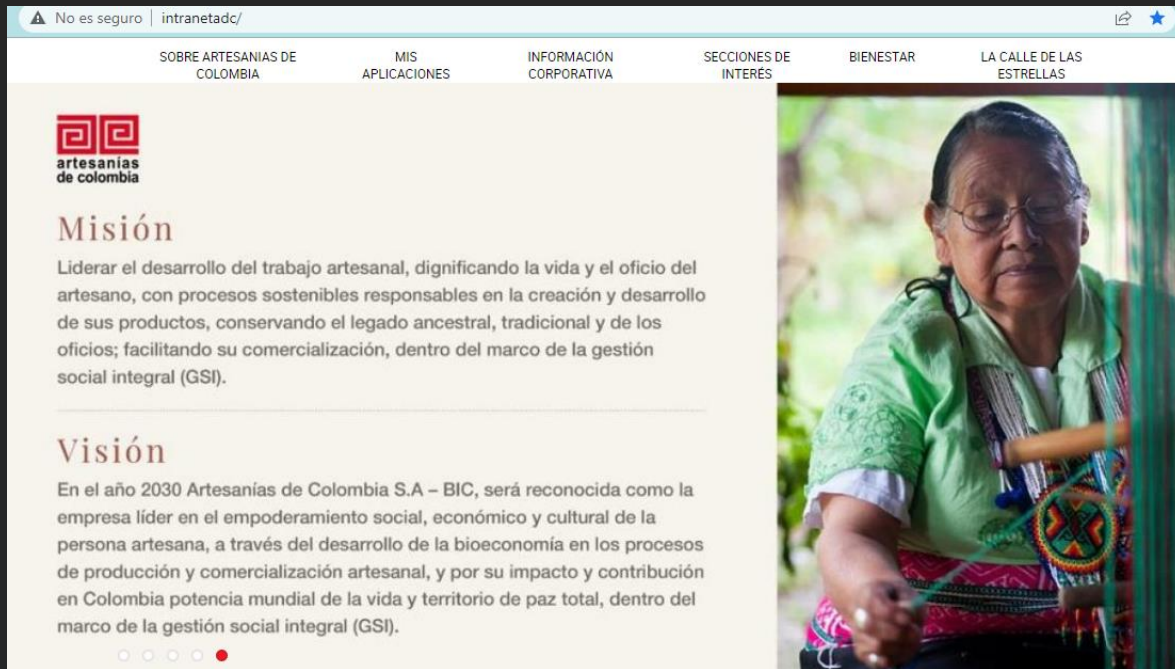 No es seguro intranetadc/
SOBRE ARTESANIAS DE
COLOMBIA
MIS
APLICACIONES
INFORMACIÓN
CORPORATIVA
SECCIONES DE
INTERÉS
BIENESTAR
LA CALLE DE LAS
ESTRELLAS
artesanías
de colombia
Misión
Liderar el desarrollo del trabajo artesanal, dignificando la vida y el oficio del
artesano, con procesos sostenibles responsables en la creación y desarrollo
de sus productos, conservando el legado ancestral, tradicional y de los
oficios; facilitando su comercialización, dentro del marco de la gestión
social integral (GSI).
Visión
En el año 2030 Artesanías de Colombia S.A – BIC, será reconocida como la
empresa líder en el empoderamiento social, económico y cultural de la
persona artesana, a través del desarrollo de la bioeconomía en los procesos
de producción y comercialización artesanal, y por su impacto y contribución
en Colombia potencia mundial de la vida y territorio de paz total, dentro del
marco de la gestión social integral (GSI).